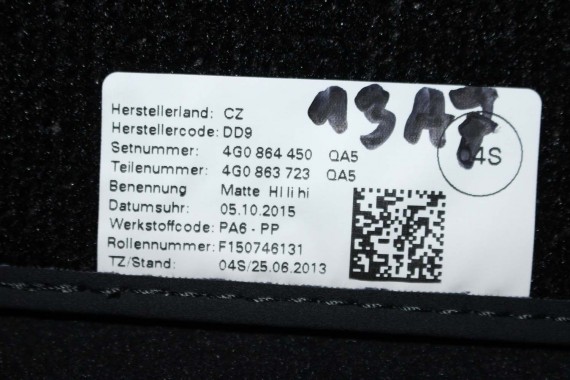 13A7
Herstellerland: CZ
Herstellercode: DD9
Setnummer: 4G0 864 450 QA5
Teilenummer: 4G0 863 723 QA5
04S
Benennung Matte Hl li hi
Datumsuhr: 05.10.2015
Werkstoffcode: PA6 - PP
Rollennummer: F150746131
TZ/Stand: 04S/25.06.2013